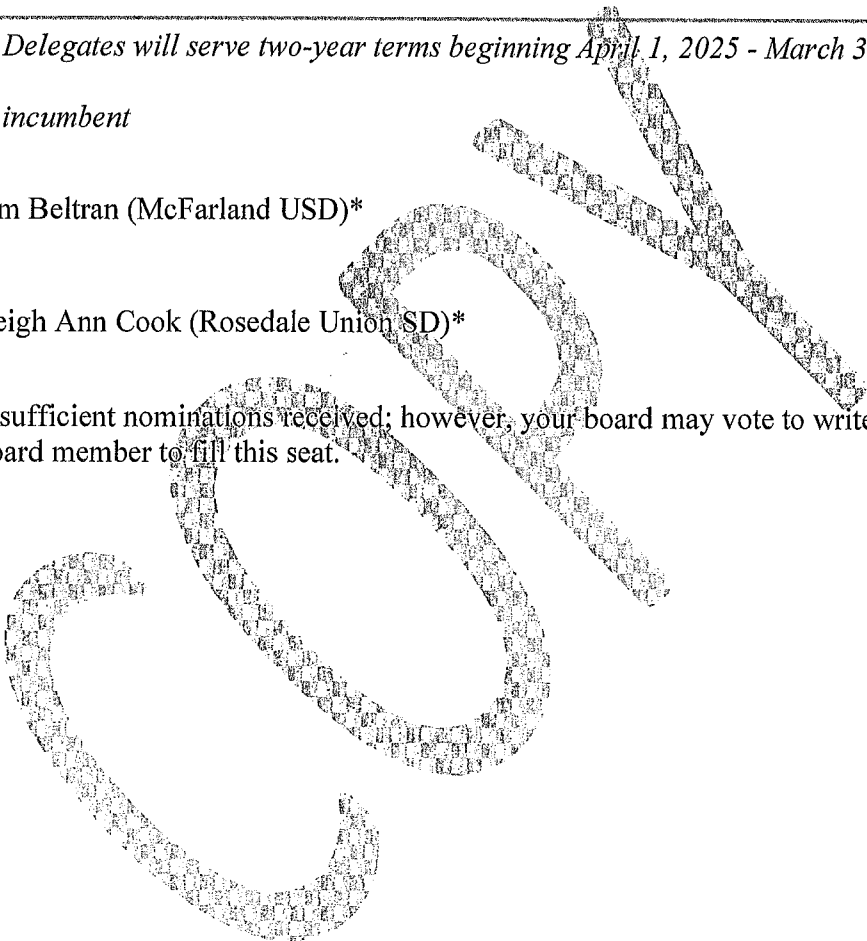 Delegates will serve two-year terms beginning April 1, 2025 - March 3
incumbent
m Beltran (McFarland USD)*
eigh Ann Cook (Rosedale Union SD)*
sufficient nominations received; however, your board may vote to write
oard member to fill this seat.
COPY